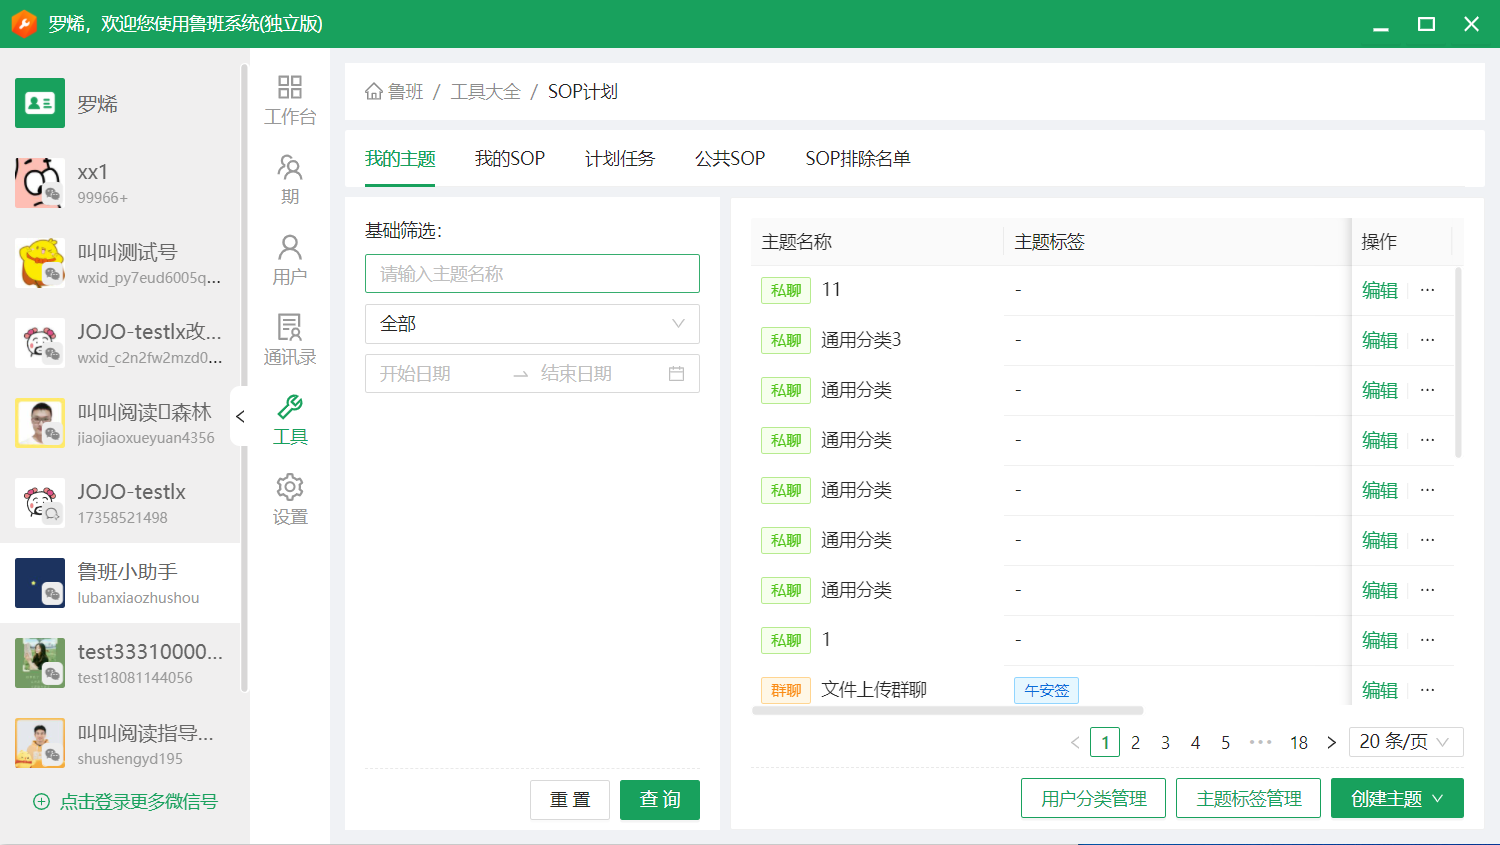 罗烯，欢迎您使用鲁班系统(独立版)
罗烯
xx1
99966+
叫叫测试号
wxid_py7eud6005q...
JOJO-testlx改...
wxid_c2n2fw2mzd0...
叫叫阅读▯森林
jiaojiaoxueyuan4356
JOJO-testlx
17358521498
鲁班小助手
lubanxiaozhushou
test33310000...
test18081144056
叫叫阅读指导...
shushengyd195
点击登录更多微信号
工作台
期
用户
通讯录
工具
设置
鲁班 / 工具大全 / SOP计划
我的主题 我的SOP 计划任务 公共SOP SOP排除名单
基础筛选:
请输入主题名称
全部
开始日期 → 结束日期
重 置 查 询
主题名称 主题标签 操作
私聊 11 - 编辑 ···
私聊 通用分类3 - 编辑 ···
私聊 通用分类 - 编辑 ···
私聊 通用分类 - 编辑 ···
私聊 通用分类 - 编辑 ···
私聊 通用分类 - 编辑 ···
私聊 通用分类 - 编辑 ···
私聊 1 - 编辑 ···
群聊 文件上传群聊 午安签 编辑 ···
< 1 2 3 4 5 ··· 18 > 20 条/页
用户分类管理 主题标签管理 创建主题